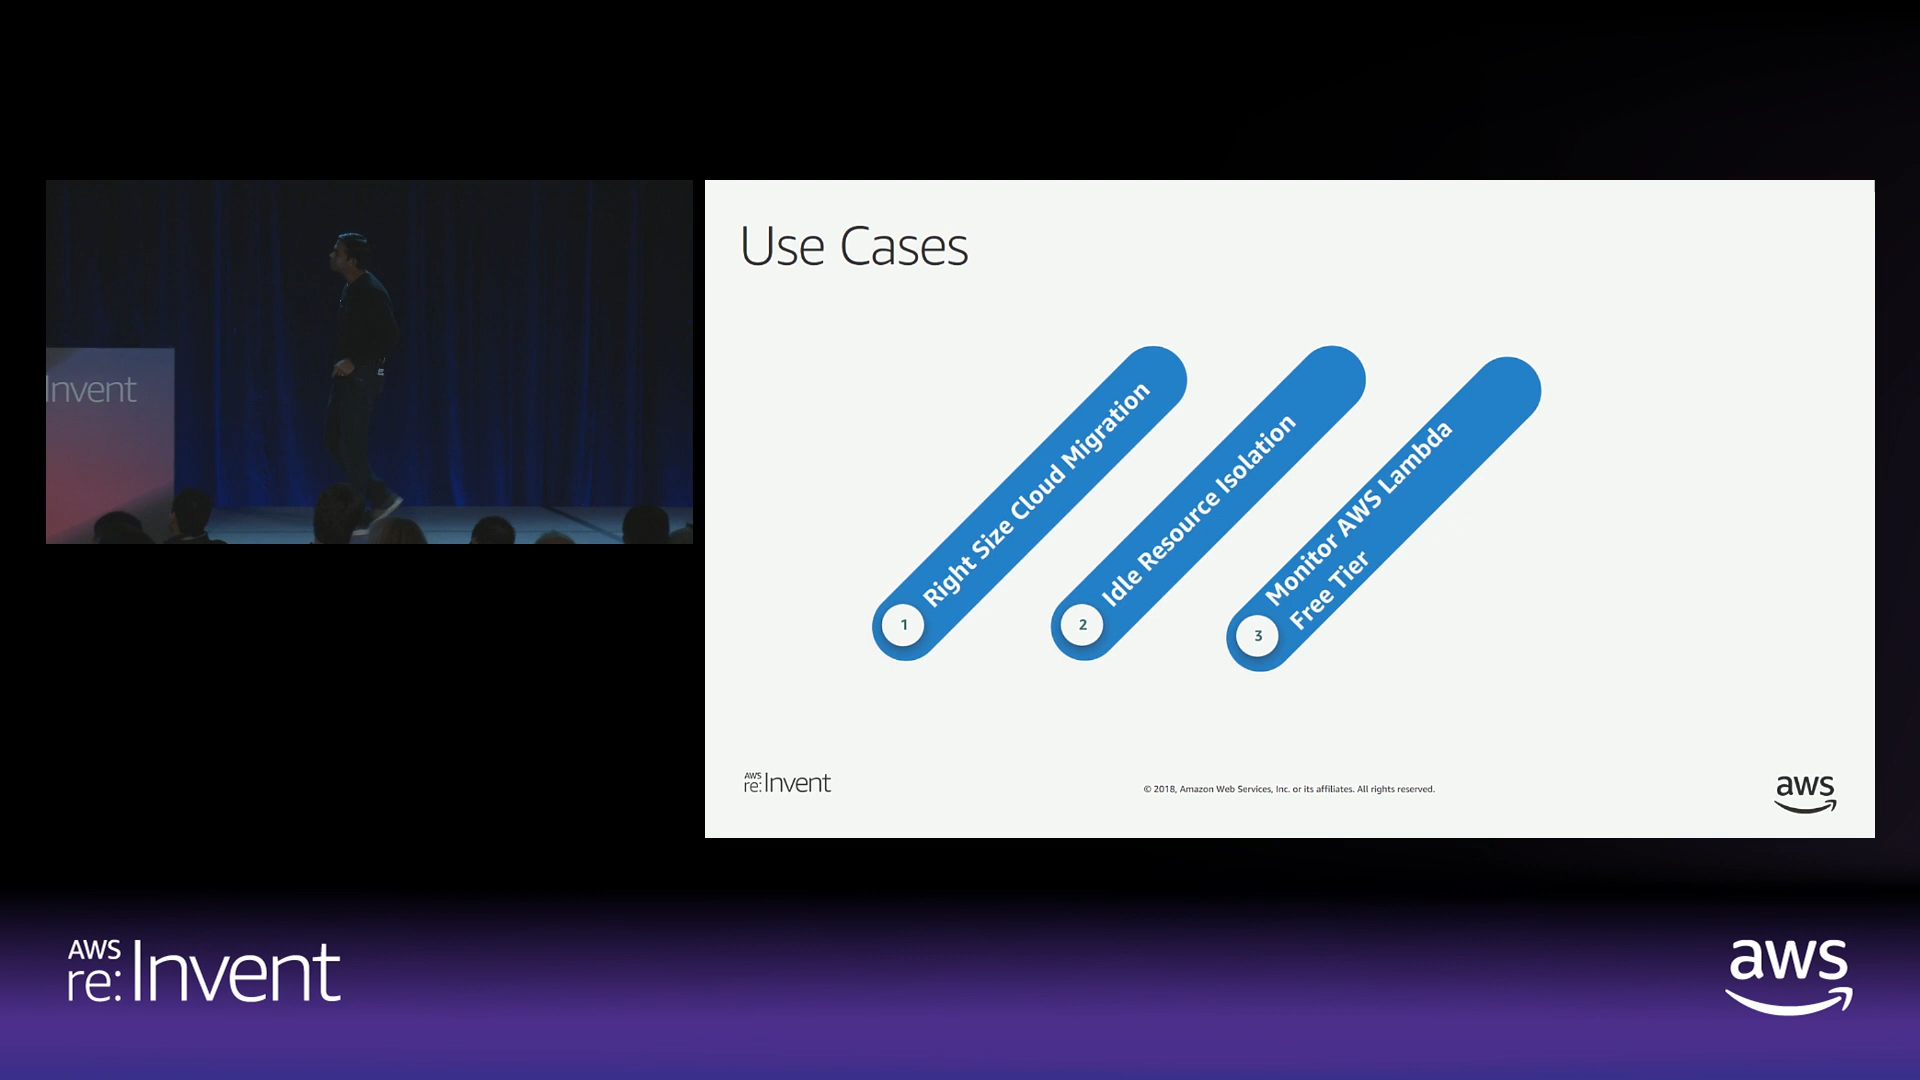 Invent
Use Cases
1 Right Size Cloud Migration
2 Idle Resource Isolation
3 Monitor AWS Lambda
Free Tier
AWS
re:Invent
© 2018, Amazon Web Services, Inc. or its affiliates. All rights reserved.
aws
AWS
re:Invent
aws